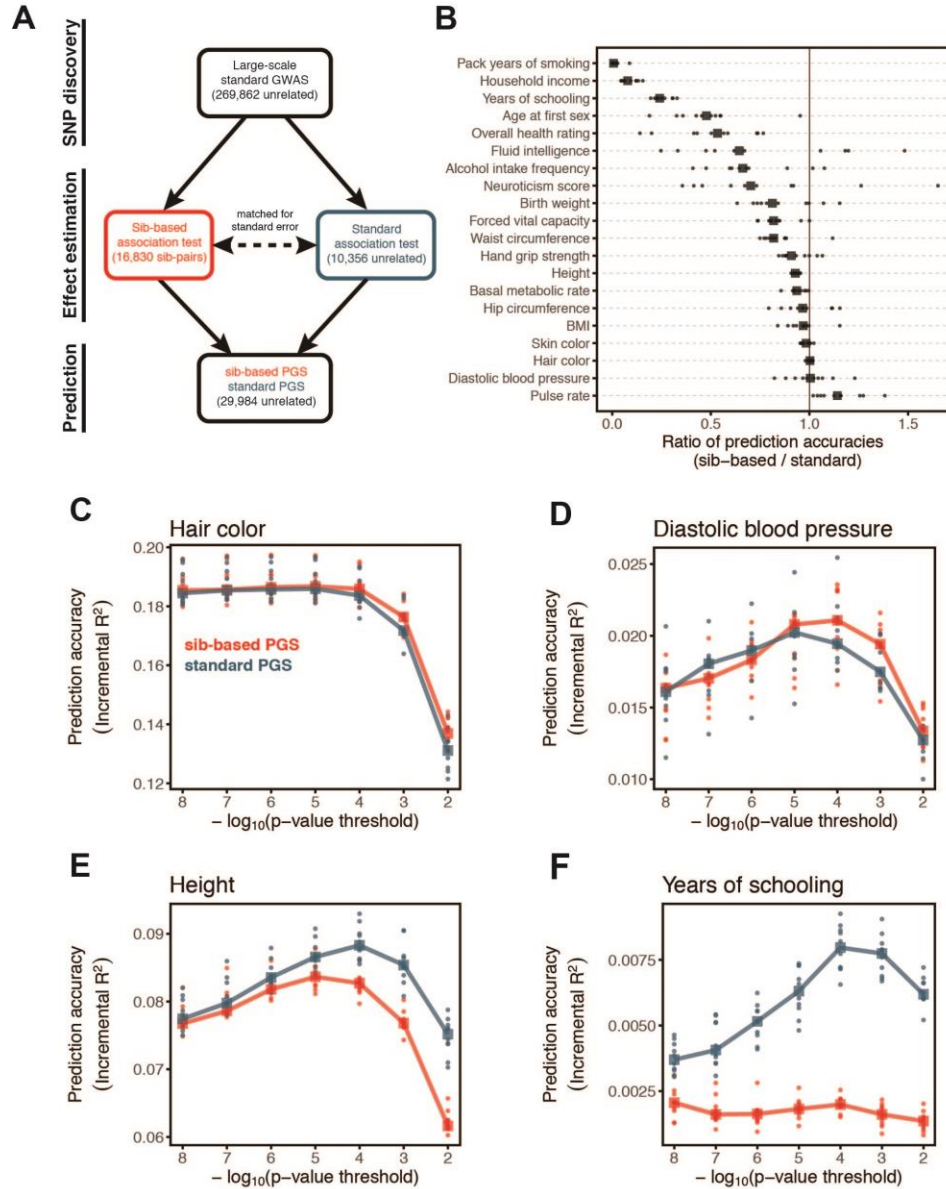 A
SNP discovery
Large-scale
standard GWAS
(269,862 unrelated)
Effect estimation
Sib-based
association test
(16,830 sib-pairs)
matched for
standard error
Standard
association test
(10,356 unrelated)
Prediction
sib-based PGS
standard PGS
(29,984 unrelated)
B
Pack years of smoking
Household income
Years of schooling
Age at first sex
Overall health rating
Fluid intelligence
Alcohol intake frequency
Neuroticism score
Birth weight
Forced vital capacity
Waist circumference
Hand grip strength
Height
Basal metabolic rate
Hip circumference
BMI
Skin color
Hair color
Diastolic blood pressure
Pulse rate
0.0 0.5 1.0 1.5
Ratio of prediction accuracies
(sib-based / standard)
C
Hair color
Prediction accuracy
(Incremental R²)
0.20
0.18
0.16
0.14
0.12
sib-based PGS
standard PGS
8 7 6 5 4 3 2
− log₁₀(p−value threshold)
D
Diastolic blood pressure
Prediction accuracy
(Incremental R²)
0.025
0.020
0.015
0.010
8 7 6 5 4 3 2
− log₁₀(p−value threshold)
E
Height
Prediction accuracy
(Incremental R²)
0.09
0.08
0.07
0.06
8 7 6 5 4 3 2
− log₁₀(p−value threshold)
F
Years of schooling
Prediction accuracy
(Incremental R²)
0.0075
0.0050
0.0025
8 7 6 5 4 3 2
− log₁₀(p−value threshold)